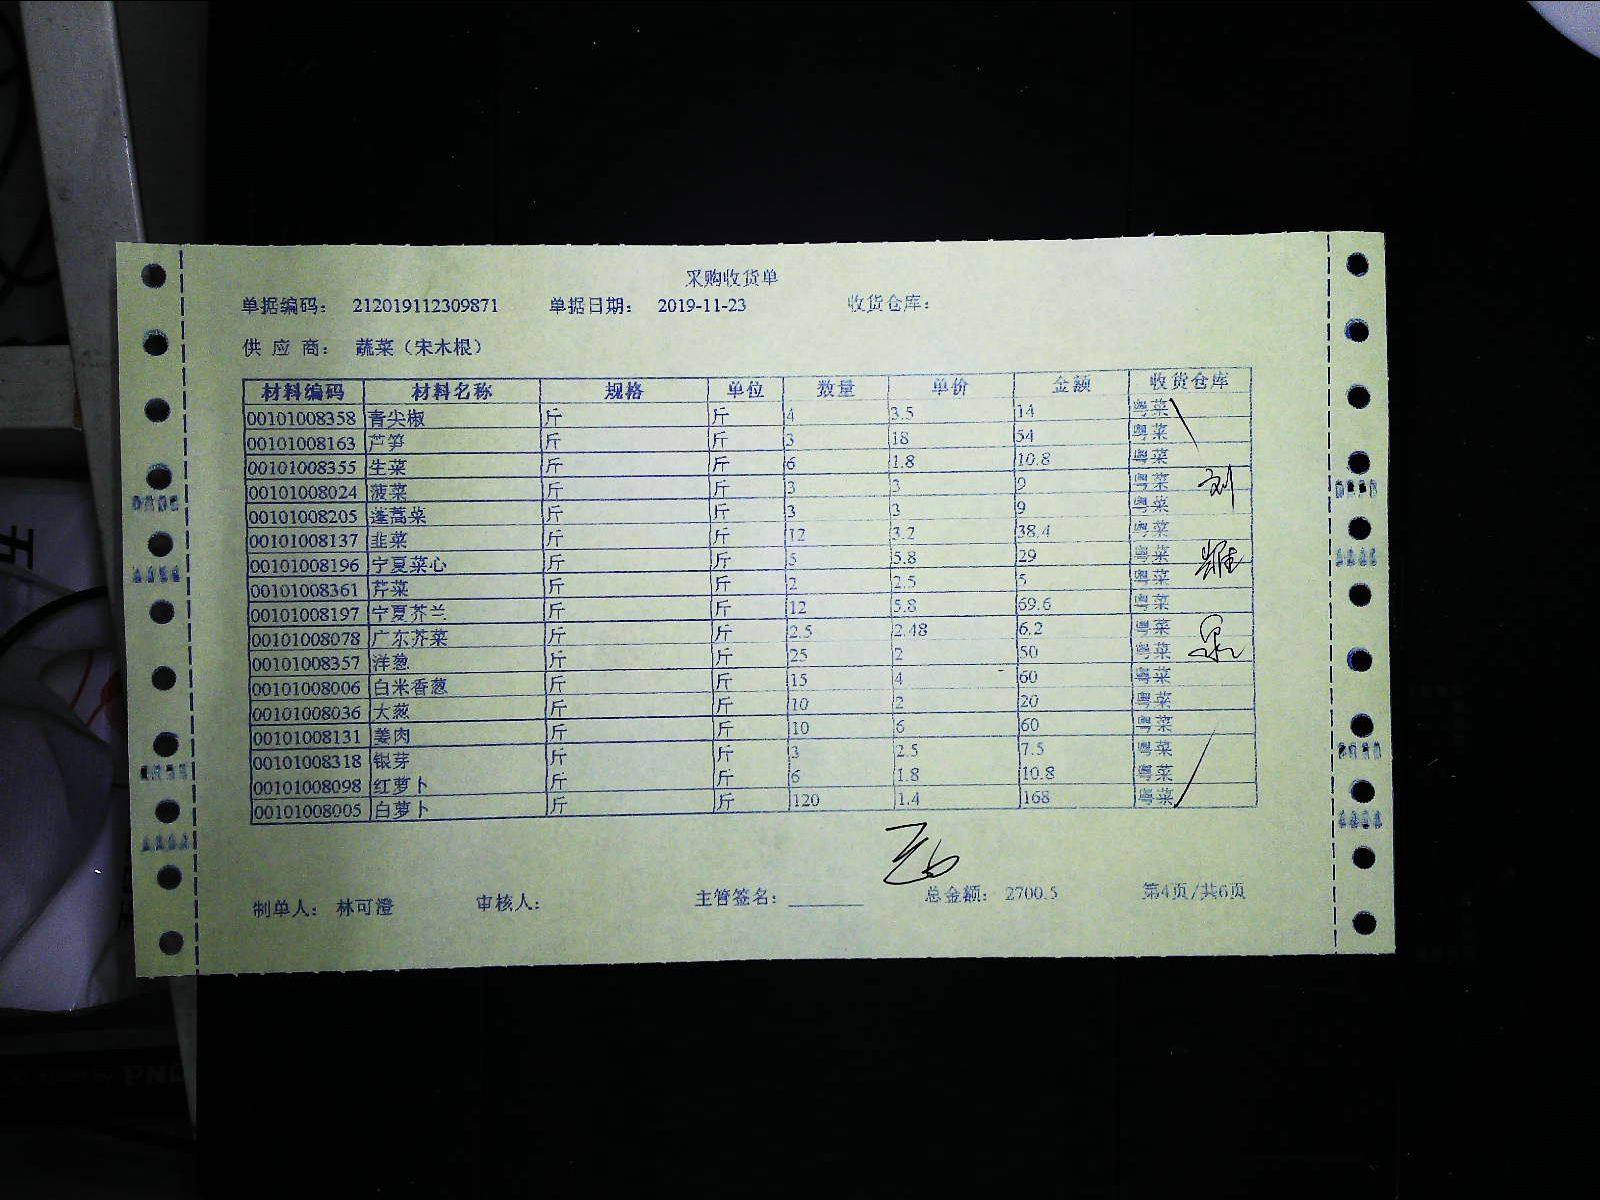 采购收货单
单据编码： 212019112309871 单据日期： 2019-11-23 收货仓库：
供 应 商： 蔬菜（宋木根）
材料编码 材料名称 规格 单位 数量 单价 金额 收货仓库
00101008358 青尖椒 斤 斤 4 3.5 14 粤菜
00101008163 芦笋 斤 斤 3 18 54 粤菜
00101008355 生菜 斤 斤 6 1.8 10.8 粤菜
00101008024 菠菜 斤 斤 3 3 9 粤菜
00101008205 蓬蒿菜 斤 斤 3 3 9 粤菜
00101008137 韭菜 斤 斤 12 3.2 38.4 粤菜
00101008196 宁夏菜心 斤 斤 5 5.8 29 粤菜
00101008361 芹菜 斤 斤 2 2.5 5 粤菜
00101008197 宁夏芥兰 斤 斤 12 5.8 69.6 粤菜
00101008078 广东芥菜 斤 斤 2.5 2.48 6.2 粤菜
00101008357 洋葱 斤 斤 25 2 50 粤菜
00101008006 白米香葱 斤 斤 15 4 60 粤菜
00101008036 大葱 斤 斤 10 2 20 粤菜
00101008131 姜肉 斤 斤 10 6 60 粤菜
00101008318 银芽 斤 斤 3 2.5 7.5 粤菜
00101008098 红萝卜 斤 斤 6 1.8 10.8 粤菜
00101008005 白萝卜 斤 斤 120 1.4 168 粤菜
刘
制单人： 林可澄 审核人： 主管签名： 总金额： 2700.5 第4页/共6页